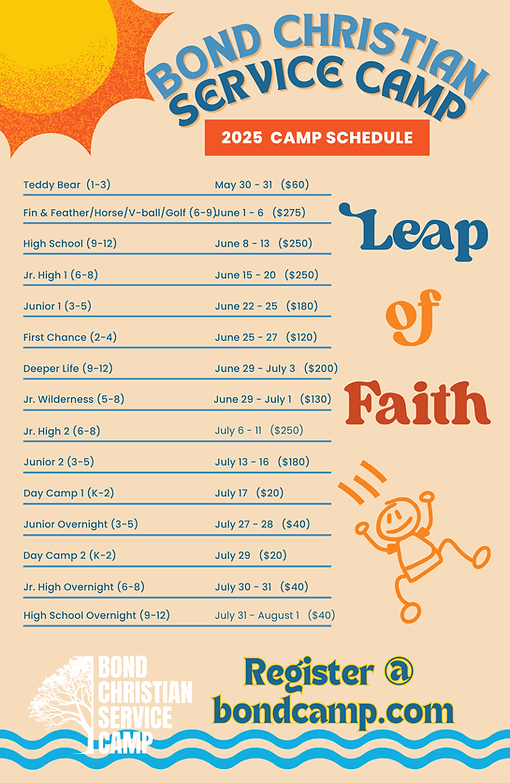 BOND CHRISTIAN
SERVICE CAMP
2025 CAMP SCHEDULE
Teddy Bear (1-3) May 30 - 31 ($60)
Fin & Feather/Horse/V-ball/Golf (6-9)June 1 - 6 ($275)
High School (9-12) June 8 - 13 ($250)
Jr. High 1 (6-8) June 15 - 20 ($250)
Junior 1 (3-5) June 22 - 25 ($180)
First Chance (2-4) June 25 - 27 ($120)
Deeper Life (9-12) June 29 - July 3 ($200)
Jr. Wilderness (5-8) June 29 - July 1 ($130)
Jr. High 2 (6-8) July 6 - 11 ($250)
Junior 2 (3-5) July 13 - 16 ($180)
Day Camp 1 (K-2) July 17 ($20)
Junior Overnight (3-5) July 27 - 28 ($40)
Day Camp 2 (K-2) July 29 ($20)
Jr. High Overnight (6-8) July 30 - 31 ($40)
High School Overnight (9-12) July 31 - August 1 ($40)
Leap
of
Faith
BOND
CHRISTIAN
SERVICE
CAMP
Register @
bondcamp.com